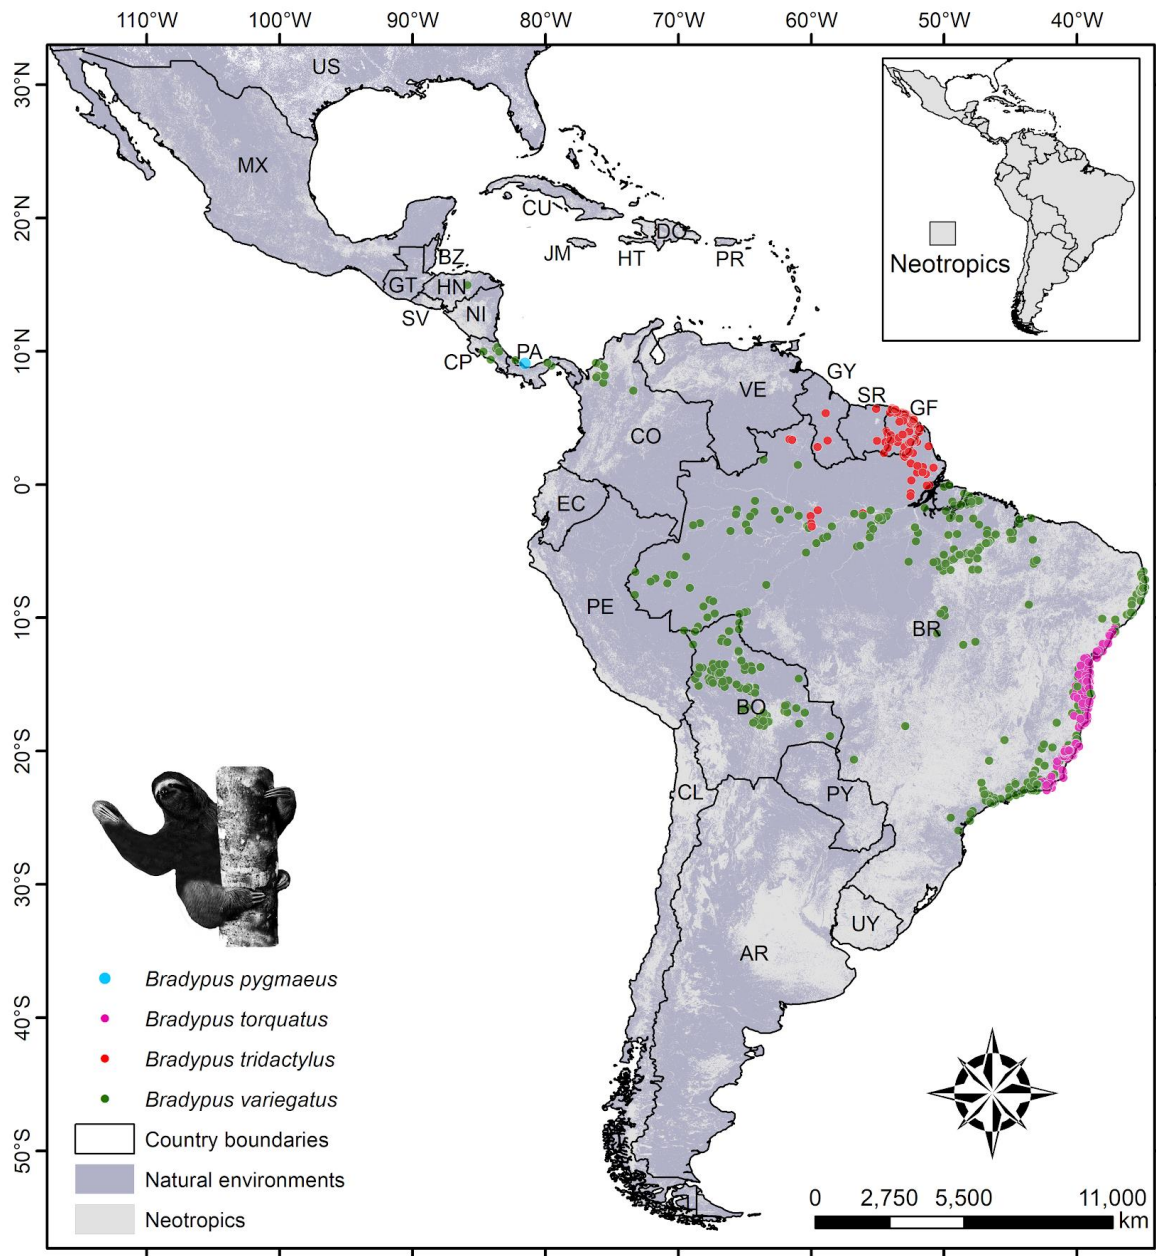 110°W 100°W 90°W 80°W 70°W 60°W 50°W 40°W
30°N
20°N
10°N
0°
10°S
20°S
30°S
40°S
50°S
US
MX
CU
DO
JM
HT
PR
BZ
GT
HN
SV
NI
CP
PA
VE
GY
SR
GF
CO
EC
PE
BR
BO
CL
PY
UY
AR
Neotropics
Bradypus pygmaeus
Bradypus torquatus
Bradypus tridactylus
Bradypus variegatus
Country boundaries
Natural environments
Neotropics
0 2,750 5,500 11,000
km